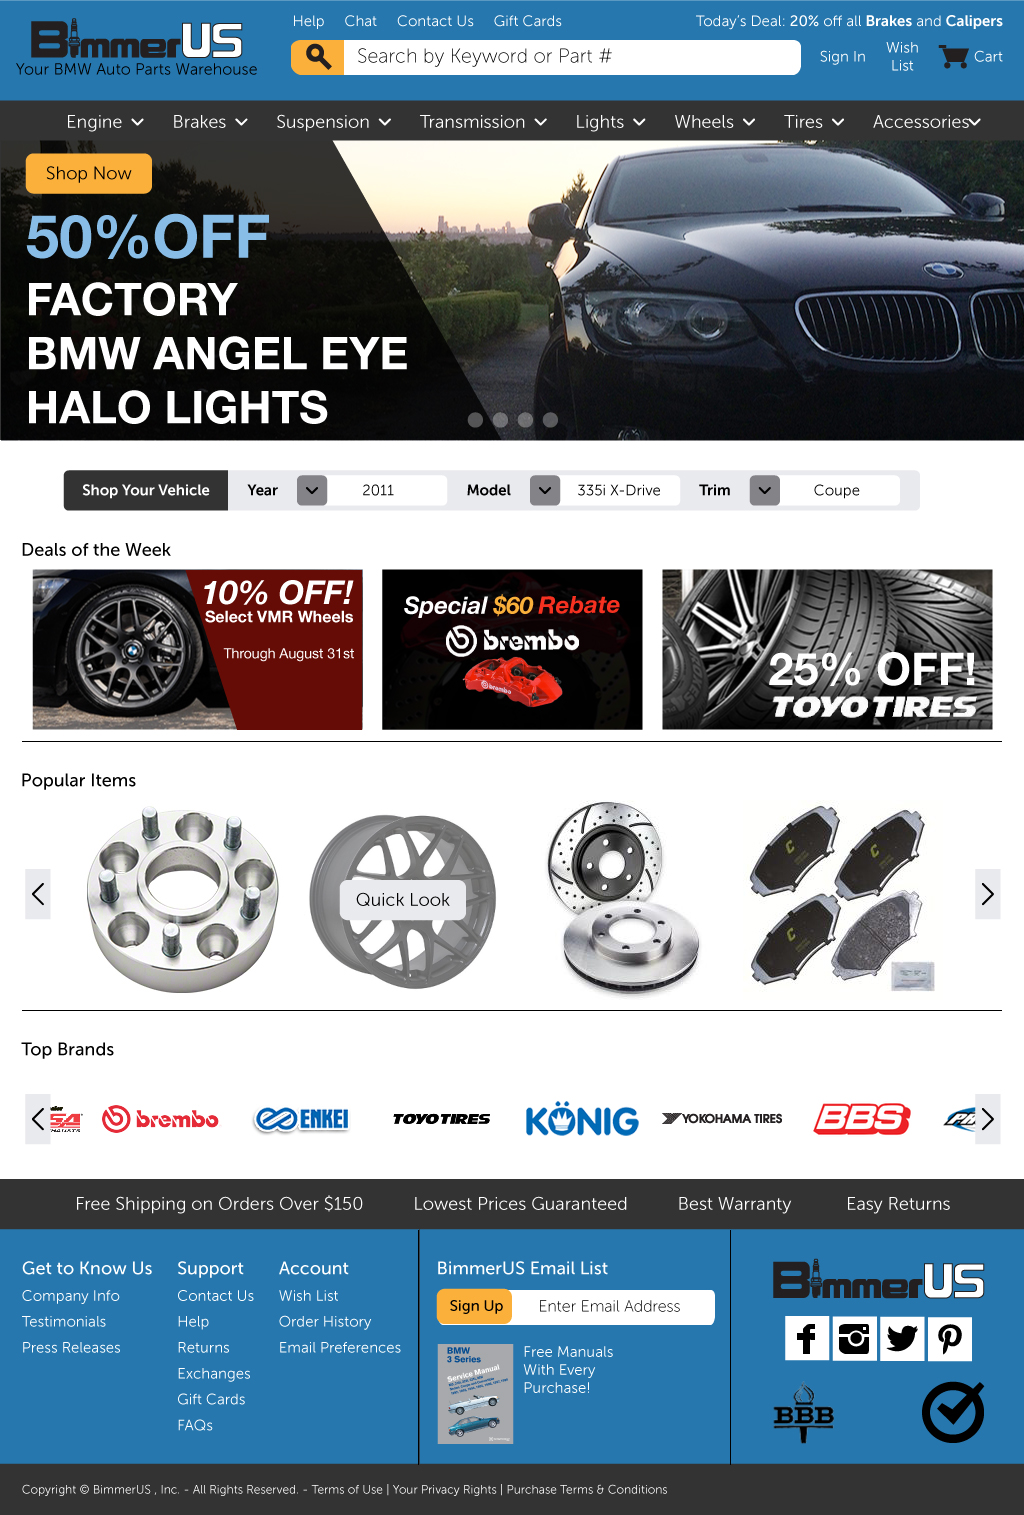 BimmerUS
Your BMW Auto Parts Warehouse
Help Chat Contact Us Gift Cards
Today's Deal: 20% off all Brakes and Calipers
Search by Keyword or Part #
Sign In Wish List Cart
Engine Brakes Suspension Transmission Lights Wheels Tires Accessories
Shop Now
50%OFF
FACTORY
BMW ANGEL EYE
HALO LIGHTS
Shop Your Vehicle Year 2011 Model 335i X-Drive Trim Coupe
Deals of the Week
10% OFF!
Select VMR Wheels
Through August 31st
Special $60 Rebate
brembo
brembo
25% OFF!
TOYO TIRES
Popular Items
Quick Look
Top Brands
brembo ENKEI TOYO TIRES KÖNIG YOKOHAMA TIRES BBS
Free Shipping on Orders Over $150 Lowest Prices Guaranteed Best Warranty Easy Returns
Get to Know Us
Company Info
Testimonials
Press Releases
Support
Contact Us
Help
Returns
Exchanges
Gift Cards
FAQs
Account
Wish List
Order History
Email Preferences
BimmerUS Email List
Sign Up Enter Email Address
BMW
3 Series
Service Manual
Free Manuals
With Every
Purchase!
BimmerUS
BBB
Copyright © BimmerUS , Inc. - All Rights Reserved. - Terms of Use | Your Privacy Rights | Purchase Terms & Conditions